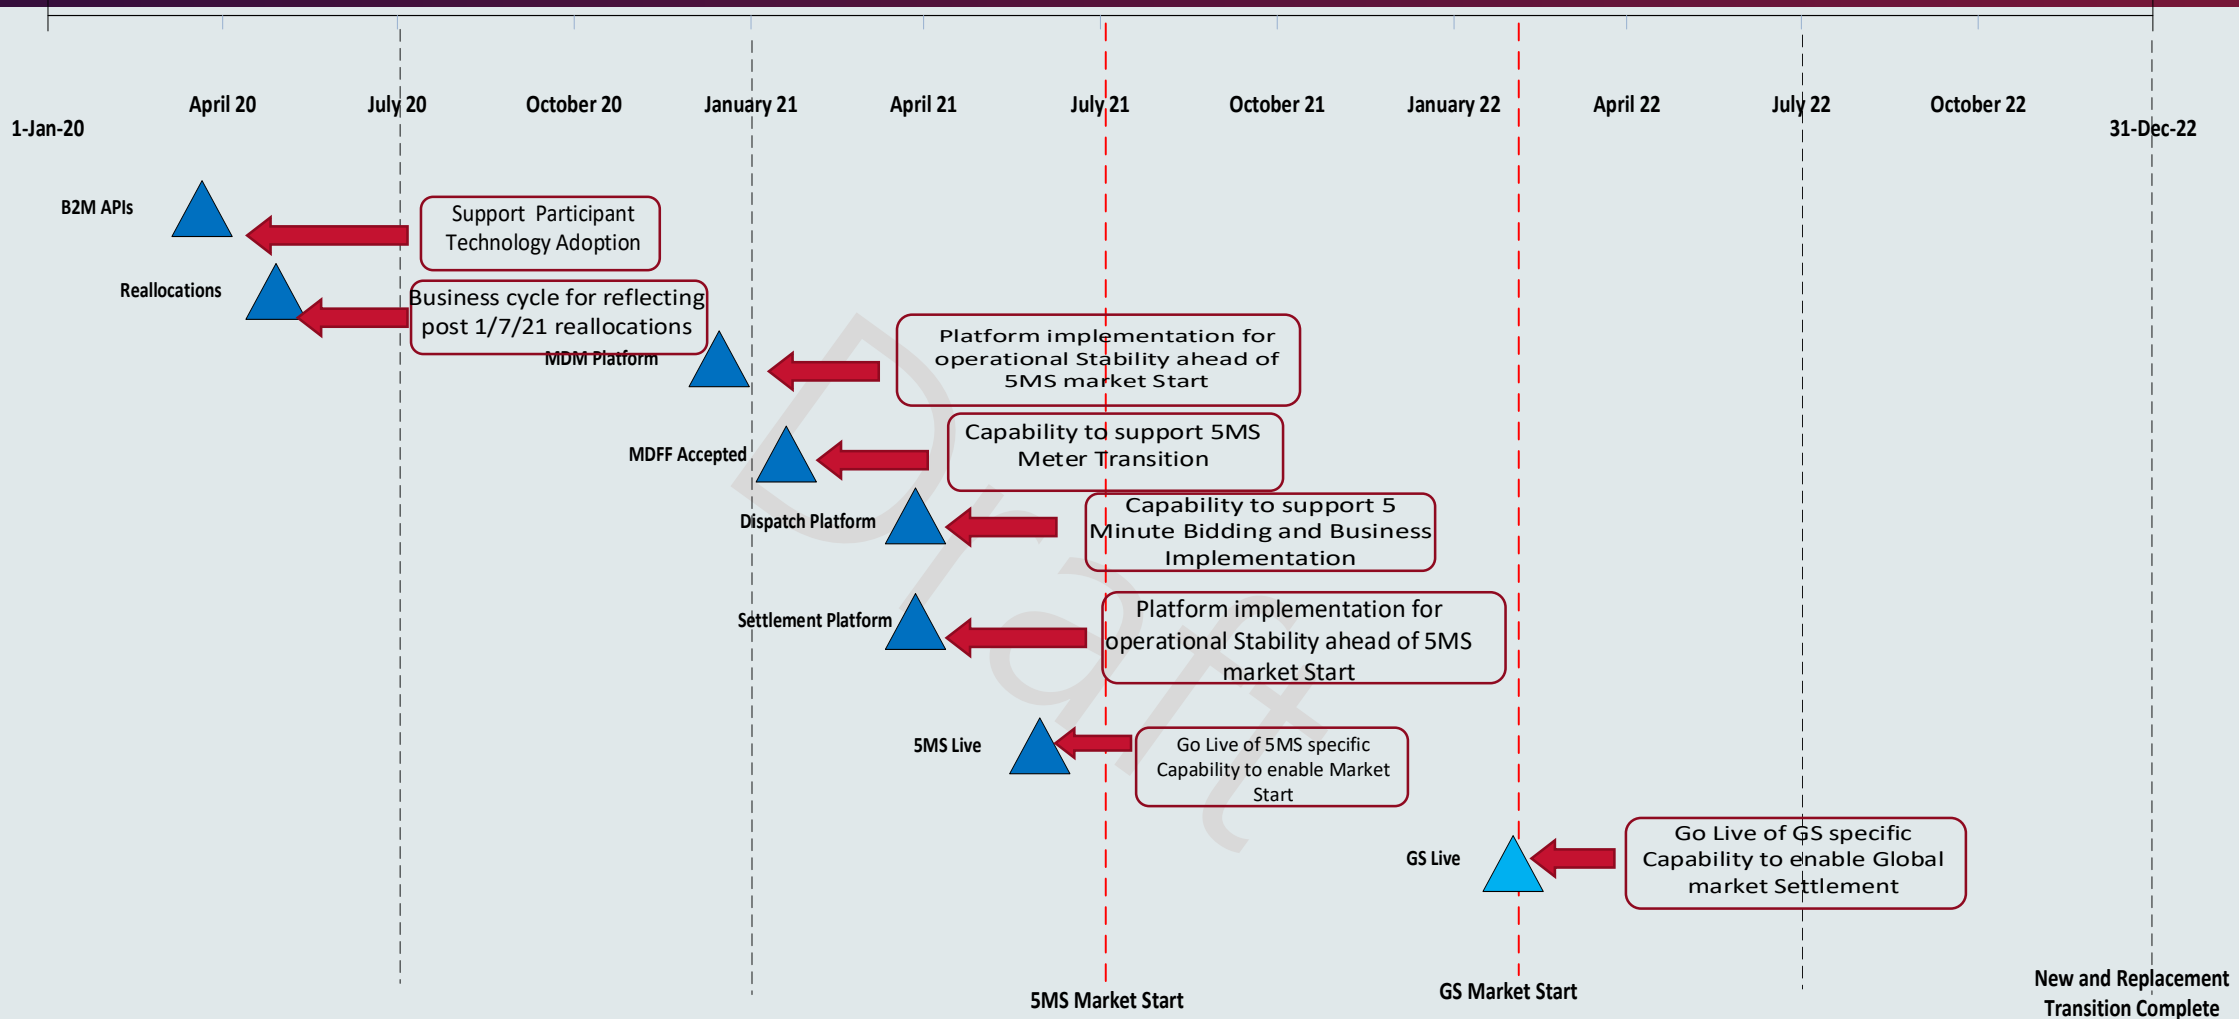 April 20
July 20
October 20
January 21
April 21
July 21
October 21
January 22
April 22
July 22
October 22
1-Jan-20
31-Dec-22
B2M APIs
Support Participant
Technology Adoption
Reallocations
Business cycle for reflecting
post 1/7/21 reallocations
MDM Platform
Platform implementation for
operational Stability ahead of
5MS market Start
MDFF Accepted
Capability to support 5MS
Meter Transition
Dispatch Platform
Capability to support 5
Minute Bidding and Business
Implementation
Settlement Platform
Platform implementation for
operational Stability ahead of 5MS
market Start
5MS Live
Go Live of 5MS specific
Capability to enable Market
Start
GS Live
Go Live of GS specific
Capability to enable Global
market Settlement
Draft
5MS Market Start
GS Market Start
New and Replacement
Transition Complete